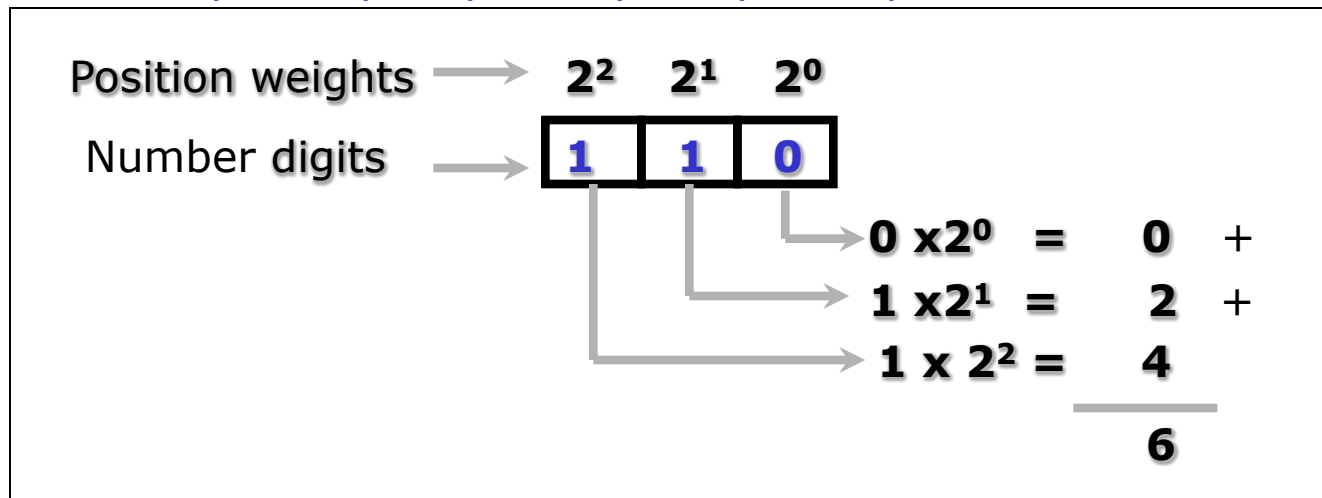 Position weights 2² 2¹ 2⁰
Number digits 1 1 0
0 x2⁰ = 0 +
1 x2¹ = 2 +
1 x 2² = 4
6